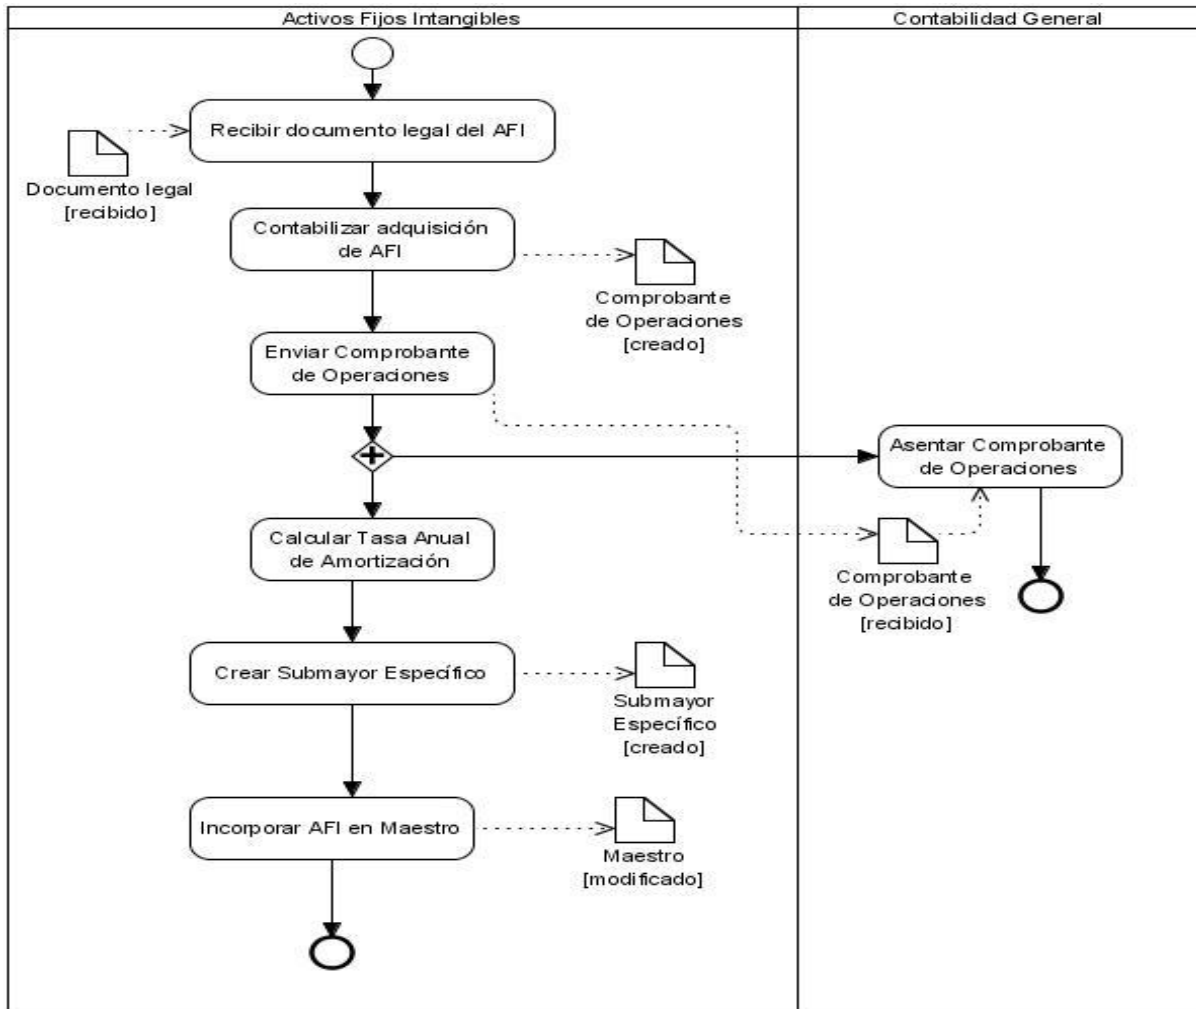 Activos Fijos Intangibles
Contabilidad General
Recibir documento legal del AFI
Documento legal
[recibido]
Contabilizar adquisición
de AFI
Comprobante
de Operaciones
[creado]
Enviar Comprobante
de Operaciones
Asentar Comprobante
de Operaciones
Calcular Tasa Anual
de Amortización
Comprobante
de Operaciones
[recibido]
Crear Submayor Específico
Submayor
Específico
[creado]
Incorporar AFI en Maestro
Maestro
[modificado]